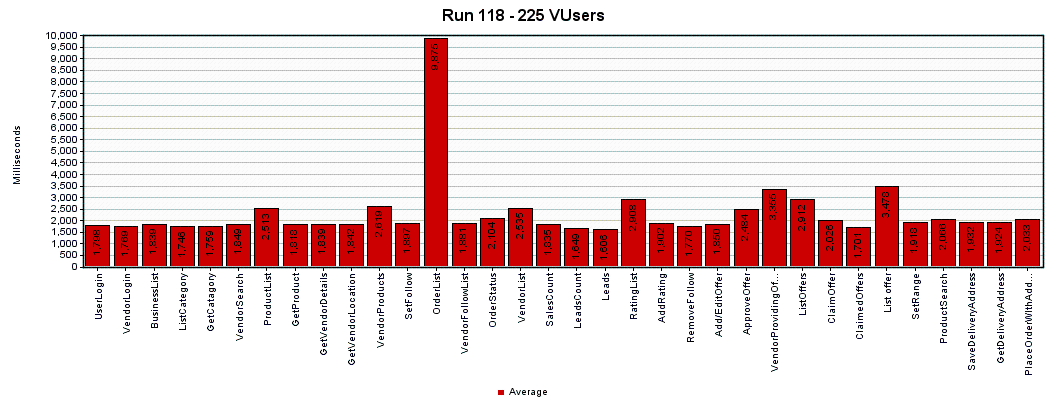 Run 118 - 225 VUsers
Milliseconds
10,000
9,500
9,000
8,500
8,000
7,500
7,000
6,500
6,000
5,500
5,000
4,500
4,000
3,500
3,000
2,500
2,000
1,500
1,000
500
0
1,798
1,769
1,839
1,746
1,759
1,849
2,513
1,818
1,839
1,842
2,619
1,897
9,875
1,881
2,104
2,535
1,835
1,649
1,606
2,908
1,902
1,770
1,850
2,484
2,912
2,026
1,701
3,478
1,918
2,060
1,932
1,924
2,033
UserLogin
VendorLogin
BusinessList
ListCategory
GetCatagory
VendorSearch
ProductList
GetProduct
GetVendorDetails
GetVendorLocation
VendorProducts
SetFollow
OrderList
VendorFollowList
OrderStatus
VendorList
SalesCount
LeadsCount
Leads
RatingList
AddRating
RemoveFollow
Add/EditOffer
ApproveOffer
VendorProvidingOf...
ListOffers
ClaimOffer
ClaimedOffers
List offer
SetRange
ProductSearch
SaveDeliveryAddress
GetDeliveryAddress
PlaceOrderWithAdd...
Average